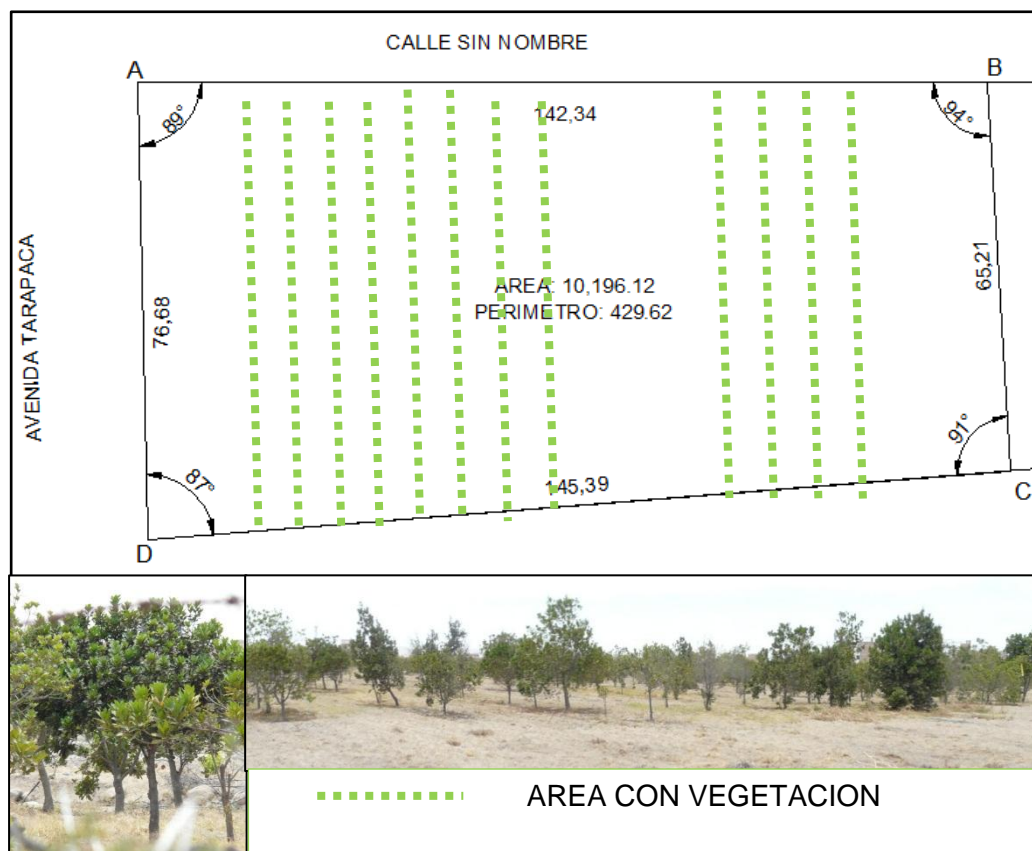 CALLE SIN NOMBRE
A
B
89°
94°
142,34
AVENIDA TARAPACA
76,68
65,21
AREA: 10,196.12
PERIMETRO: 429.62
87°
91°
145,39
D
C
AREA CON VEGETACION